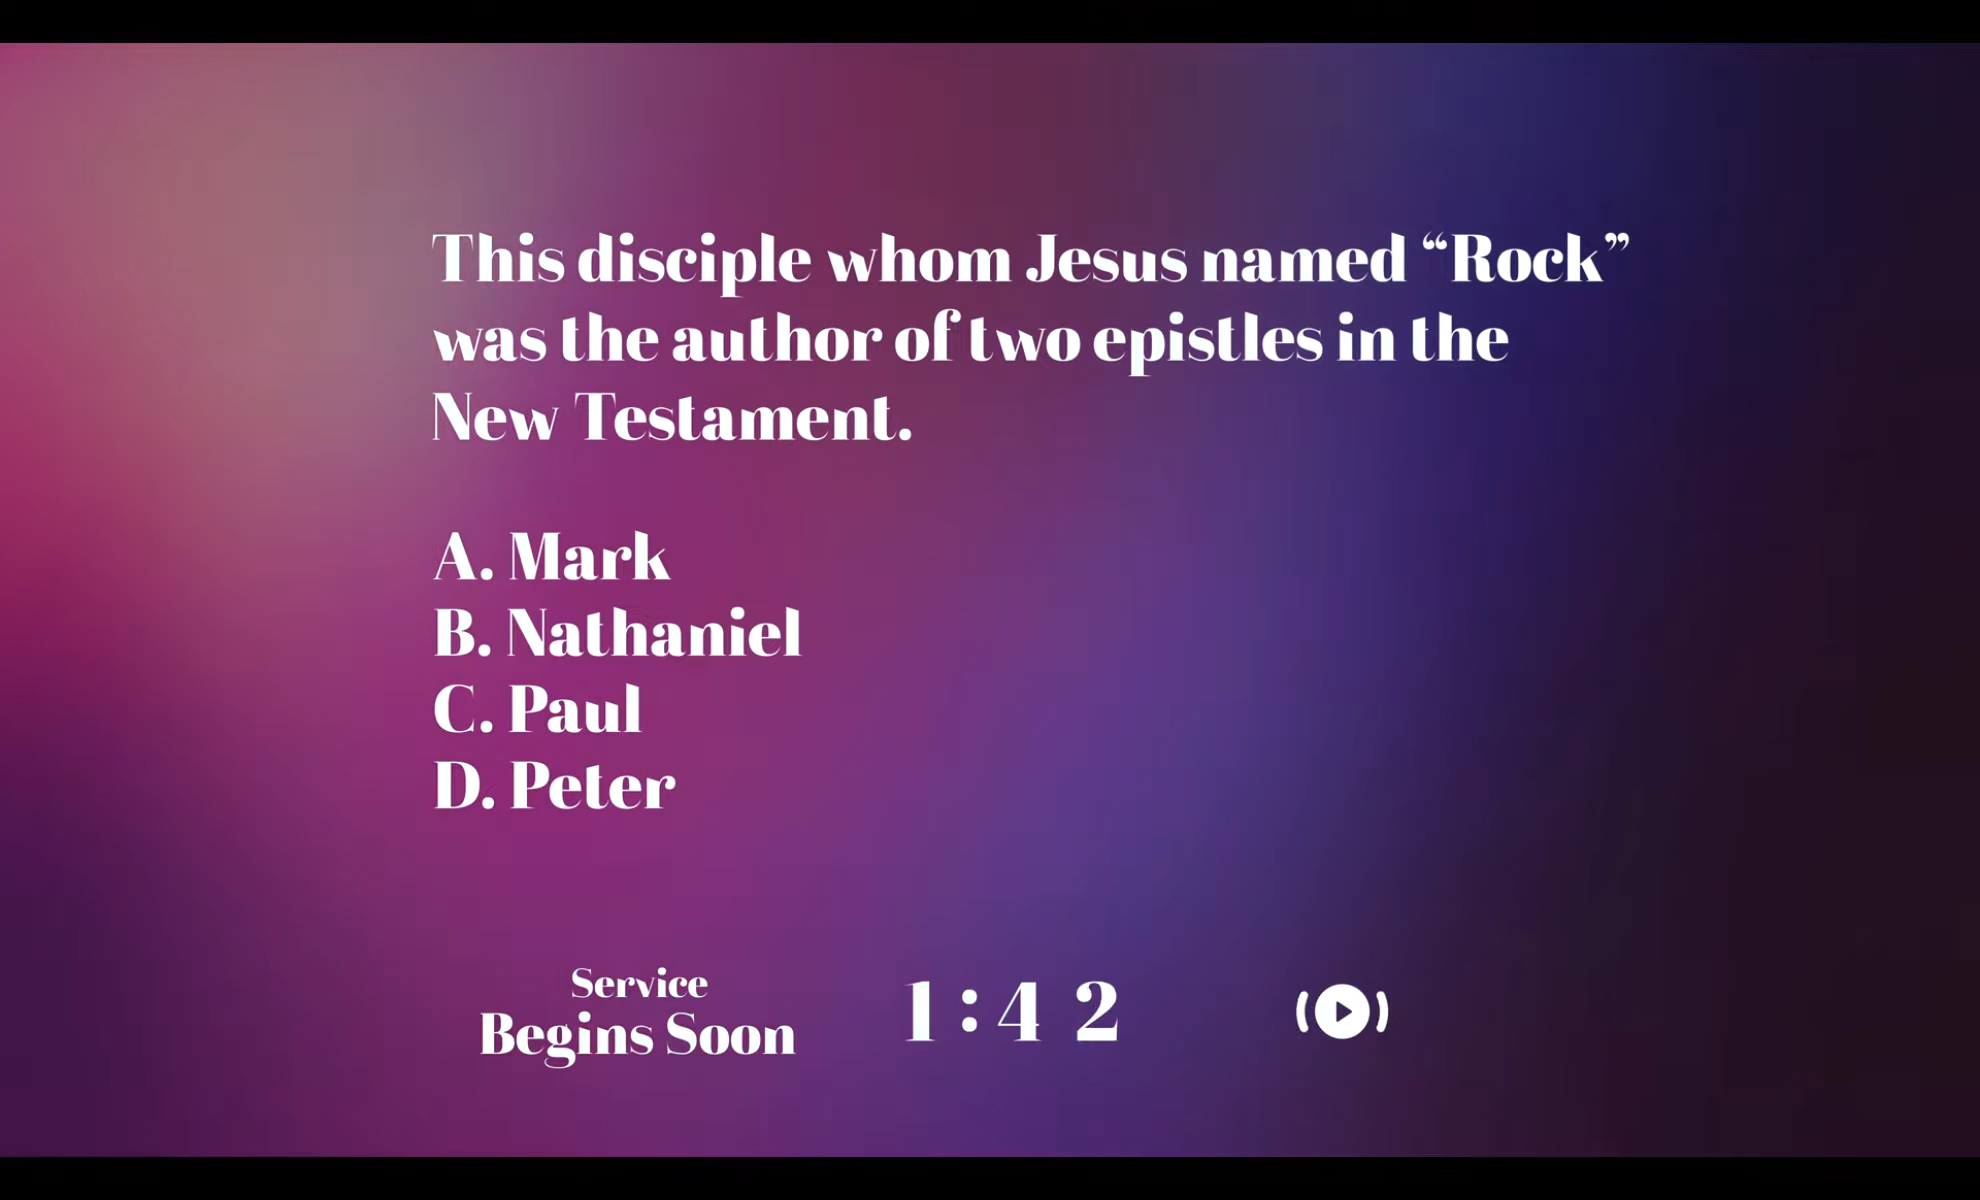 This disciple whom Jesus named “Rock”
was the author of two epistles in the
New Testament.
A. Mark
B. Nathaniel
C. Paul
D. Peter
Service
Begins Soon
1:42